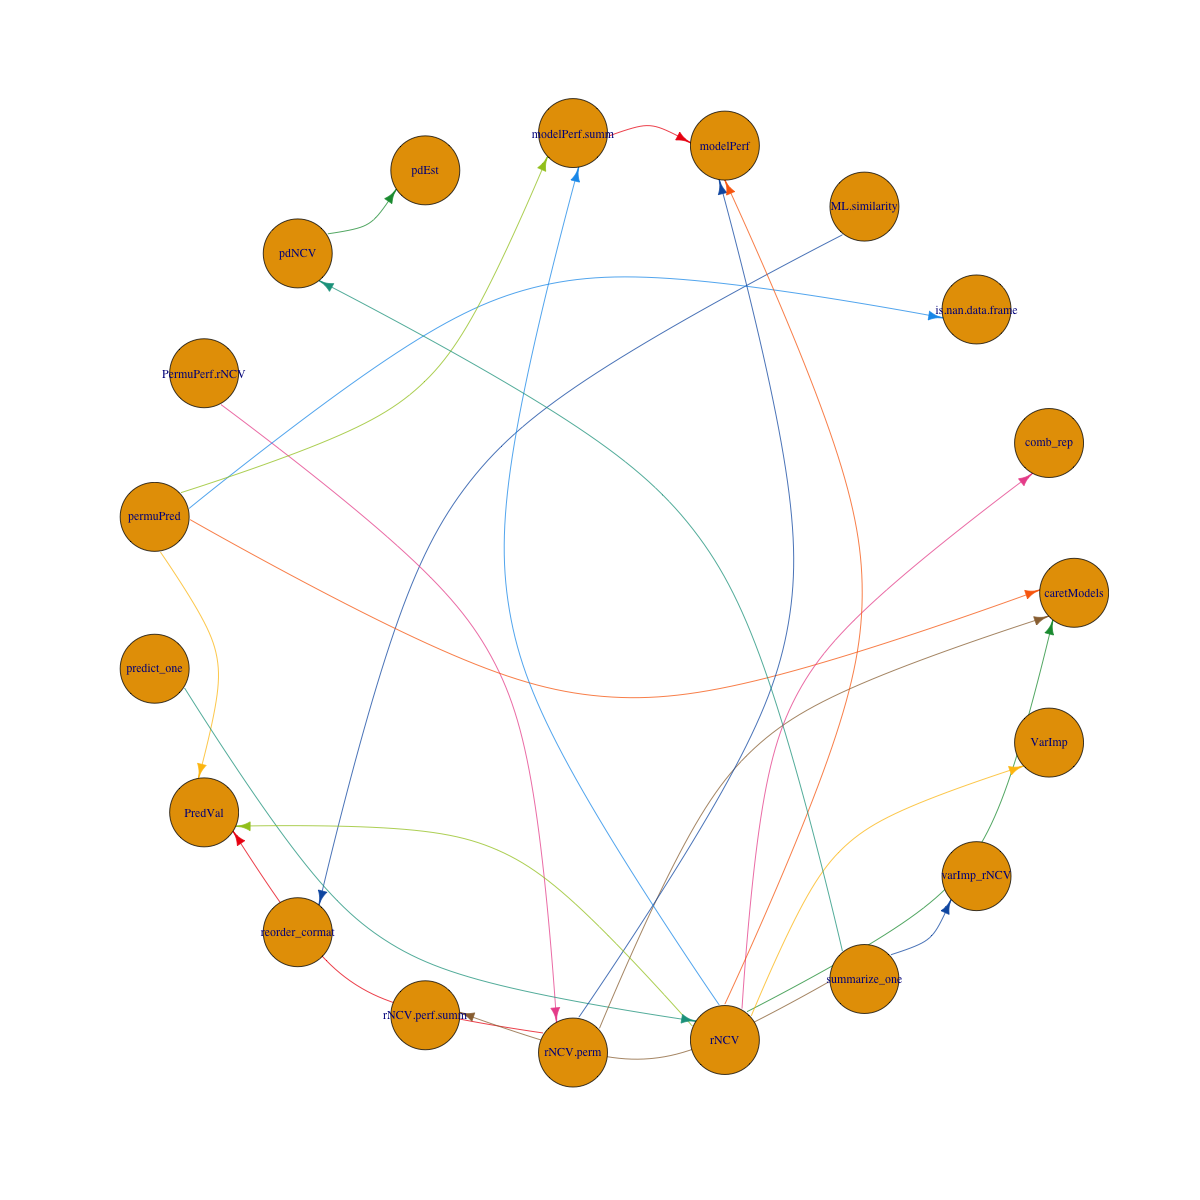 modelPerf.summ
modelPerf
pdEst
ML.similarity
pdNCV
is.nan.data.frame
PermuPerf.rNCV
comb_rep
permuPred
caretModels
predict_one
VarImp
PredVal
varImp_rNCV
reorder_cormat
summarize_one
rNCV.perf.summ
rNCV
rNCV.perm